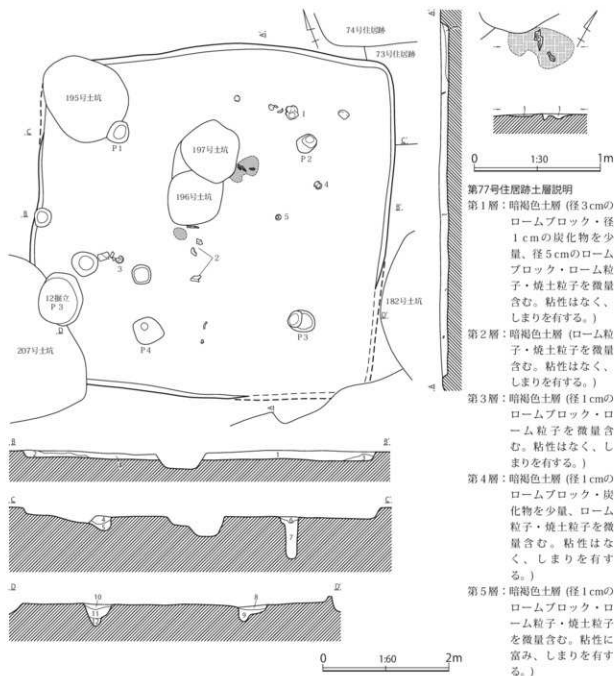 74号住居跡
73号住居跡
195号土坑
P1
197号土坑
196号土坑
1
P2
4
5
2
3
12掘立
P3
P4
P3
182号土坑
207号土坑
A
A'
B
B'
C
C'
D
D'
B
B'
1
3
C
C'
7
D
D'
10
11
8
9
0
1:60
2m
1
1
0
1:30
1m
第77号住居跡土層説明
第1層：暗褐色土層 (径3cmの
ロームブロック・径
1cmの炭化物を少
量、径5cmのローム
ブロック・ローム粒
子・焼土粒子を微量
含む。粘性はなく、
しまりを有する。)
第2層：暗褐色土層 (ローム粒
子・焼土粒子を微量
含む。粘性はなく、
しまりを有する。)
第3層：暗褐色土層 (径1cmの
ロームブロック・ロ
ーム粒子を微量含
む。粘性はなく、し
まりを有する。)
第4層：暗褐色土層 (径1cmの
ロームブロック・炭
化物を少量、ローム
粒子・焼土粒子を微
量含む。粘性はな
く、しまりを有す
る。)
第5層：暗褐色土層 (径1cmの
ロームブロック・ロ
ーム粒子・焼土粒子
を微量含む。粘性に
富み、しまりを有す
る。)